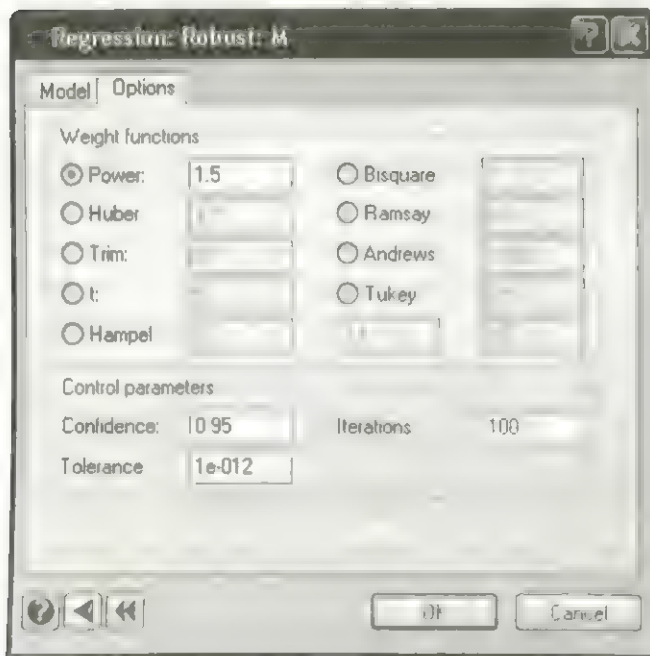 Regression: Robust: M
Model Options
Weight functions
Power: 1.5 Bisquare
Huber Ramsay
Trim: Andrews
t: Tukey
Hampel
Control parameters
Confidence: 0.95 Iterations 100
Tolerance 1e-012
OK Cancel